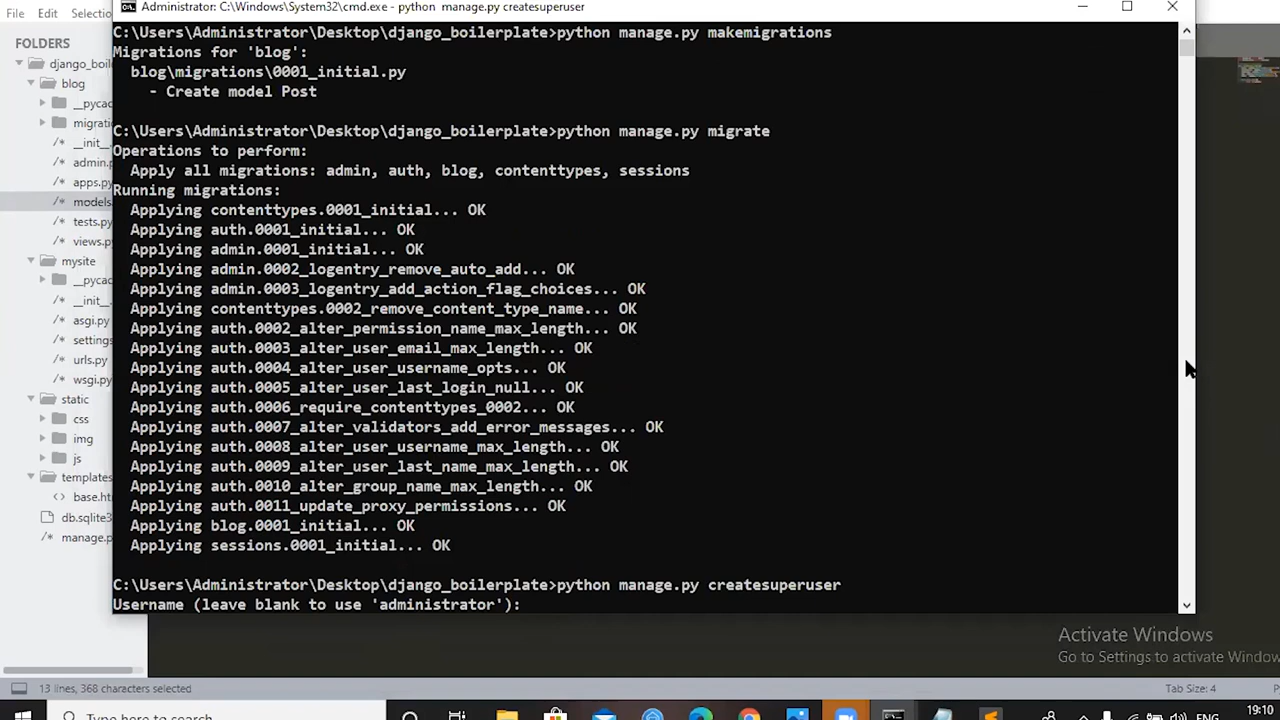 File Edit Selectio
Administrator: C:\Windows\System32\cmd.exe - python  manage.py createsuperuser
FOLDERS
django_boil
blog
__pycac
migratio
__init__.
admin.p
apps.py
models.
tests.py
views.py
mysite
__pycac
__init__.
asgi.py
settings
urls.py
wsgi.py
static
css
img
js
templates
base.htr
db.sqlite3
manage.p
C:\Users\Administrator\Desktop\django_boilerplate>python manage.py makemigrations
Migrations for 'blog':
blog\migrations\0001_initial.py
- Create model Post
C:\Users\Administrator\Desktop\django_boilerplate>python manage.py migrate
Operations to perform:
Apply all migrations: admin, auth, blog, contenttypes, sessions
Running migrations:
Applying contenttypes.0001_initial... OK
Applying auth.0001_initial... OK
Applying admin.0001_initial... OK
Applying admin.0002_logentry_remove_auto_add... OK
Applying admin.0003_logentry_add_action_flag_choices... OK
Applying contenttypes.0002_remove_content_type_name... OK
Applying auth.0002_alter_permission_name_max_length... OK
Applying auth.0003_alter_user_email_max_length... OK
Applying auth.0004_alter_user_username_opts... OK
Applying auth.0005_alter_user_last_login_null... OK
Applying auth.0006_require_contenttypes_0002... OK
Applying auth.0007_alter_validators_add_error_messages... OK
Applying auth.0008_alter_user_username_max_length... OK
Applying auth.0009_alter_user_last_name_max_length... OK
Applying auth.0010_alter_group_name_max_length... OK
Applying auth.0011_update_proxy_permissions... OK
Applying blog.0001_initial... OK
Applying sessions.0001_initial... OK
C:\Users\Administrator\Desktop\django_boilerplate>python manage.py createsuperuser
Username (leave blank to use 'administrator'):
Activate Windows
Go to Settings to activate Window
13 lines, 368 characters selected
Tab Size: 4
Type here to search
19:10